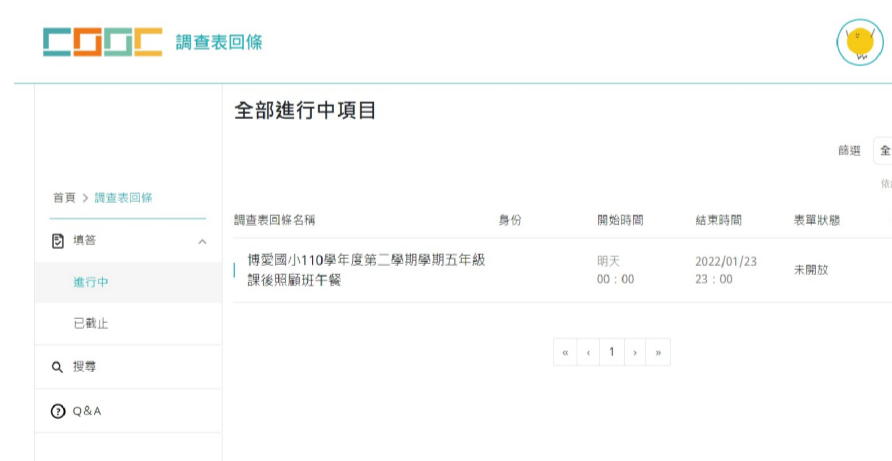 COOC 調查表回條
全部進行中項目
篩選 全
首頁 > 調查表回條
調查表回條名稱 身份 開始時間 結束時間 表單狀態
填答
博愛國小110學年度第二學期學期五年級
課後照顧班午餐
明天
00：00
2022/01/23
23：00
未開放
進行中
已截止
« ‹ 1 › »
搜尋
Q&A